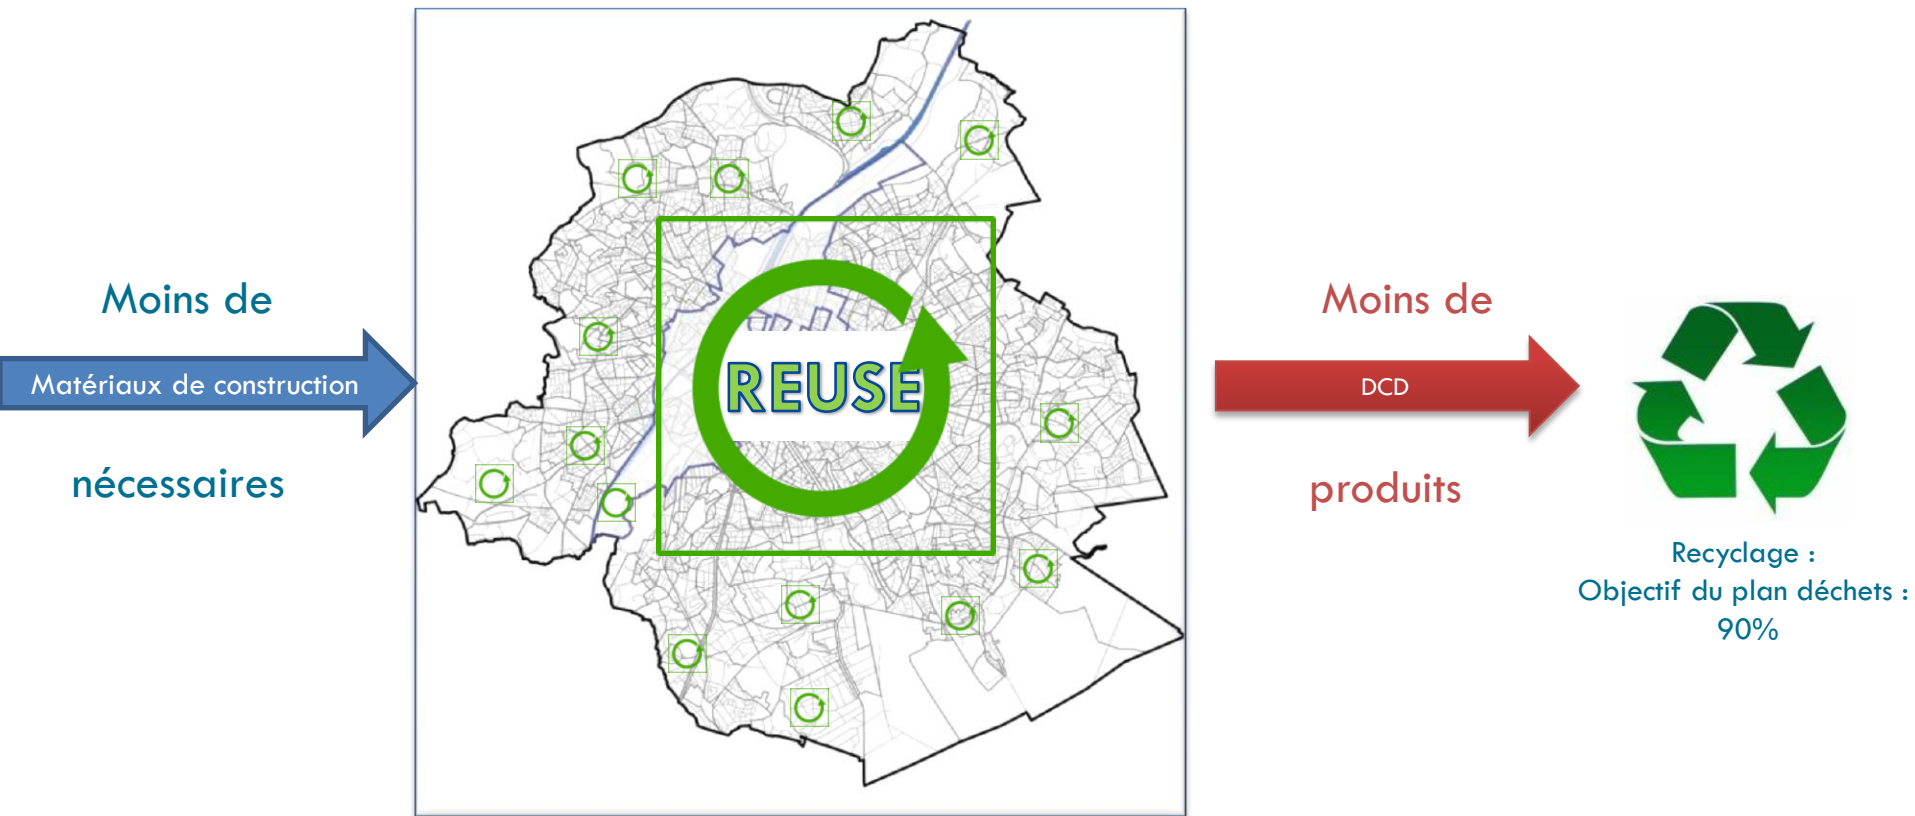 Moins de
Matériaux de construction
nécessaires
REUSE
Moins de
DCD
produits
Recyclage :
Objectif du plan déchets :
90%